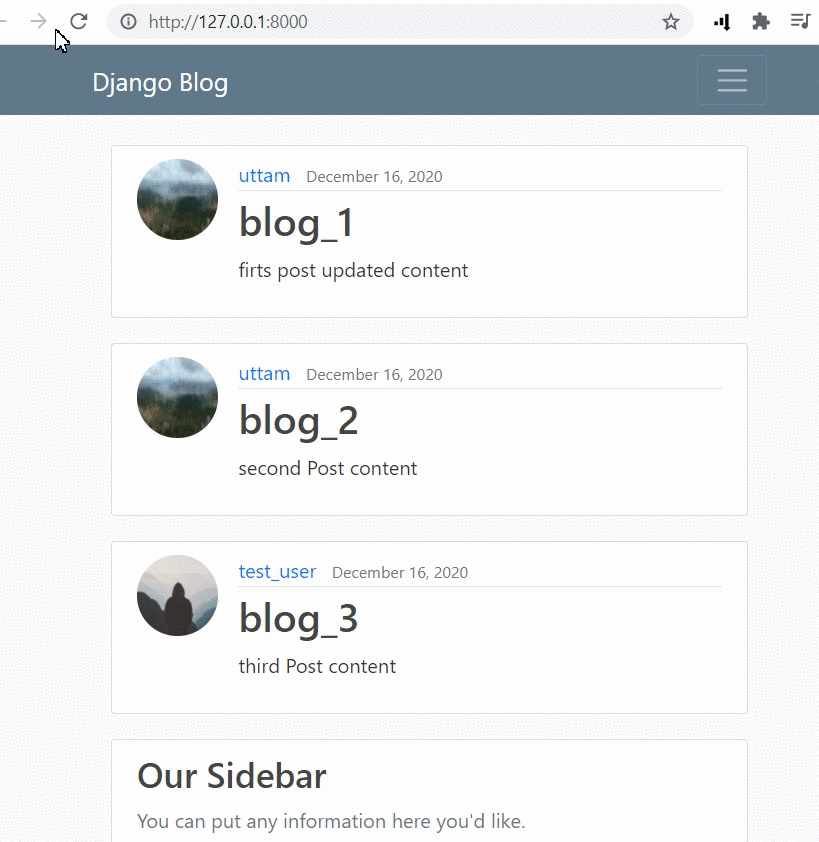 http://127.0.0.1:8000
Django Blog
uttam December 16, 2020
blog_1
firts post updated content
uttam December 16, 2020
blog_2
second Post content
test_user December 16, 2020
blog_3
third Post content
Our Sidebar
You can put any information here you'd like.